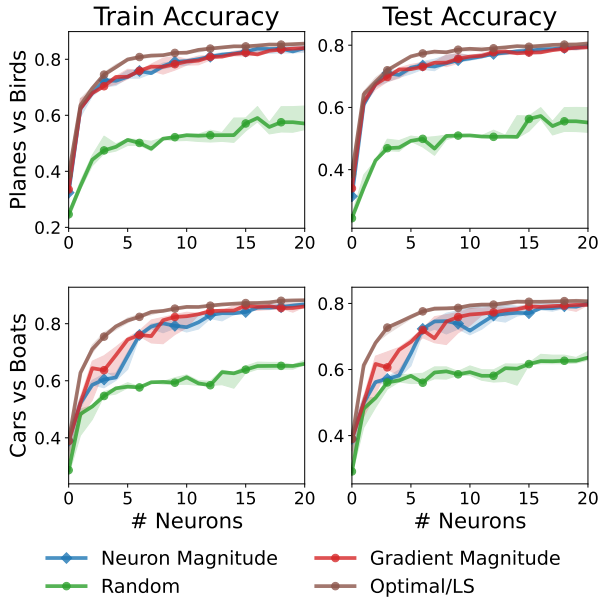 Train Accuracy Test Accuracy
Planes vs Birds
0.8 0.8
0.6 0.6
0.4 0.4
0.2
0 5 10 15 20 0 5 10 15 20
Cars vs Boats
0.8 0.8
0.6 0.6
0.4 0.4
0 5 10 15 20 0 5 10 15 20
# Neurons # Neurons
Neuron Magnitude Gradient Magnitude
Random Optimal/LS